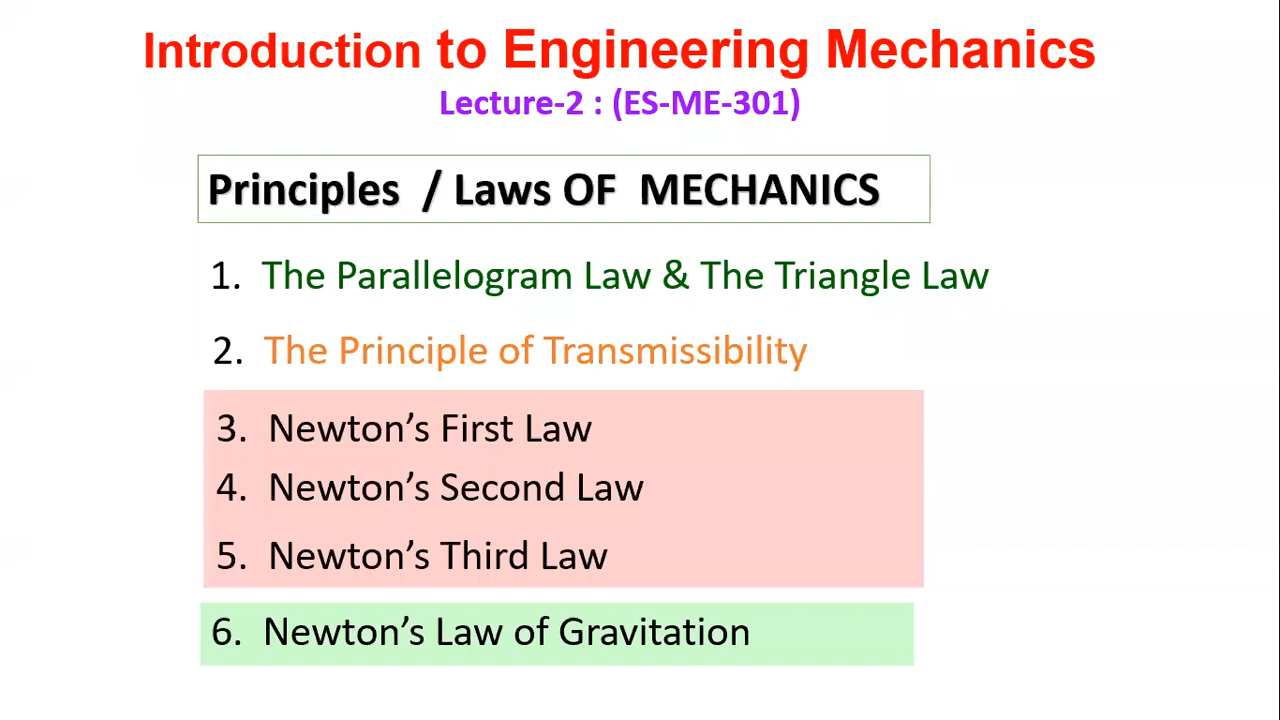 Introduction to Engineering Mechanics
Lecture-2 : (ES-ME-301)
Principles / Laws OF MECHANICS
1. The Parallelogram Law & The Triangle Law
2. The Principle of Transmissibility
3. Newton’s First Law
4. Newton’s Second Law
5. Newton’s Third Law
6. Newton’s Law of Gravitation